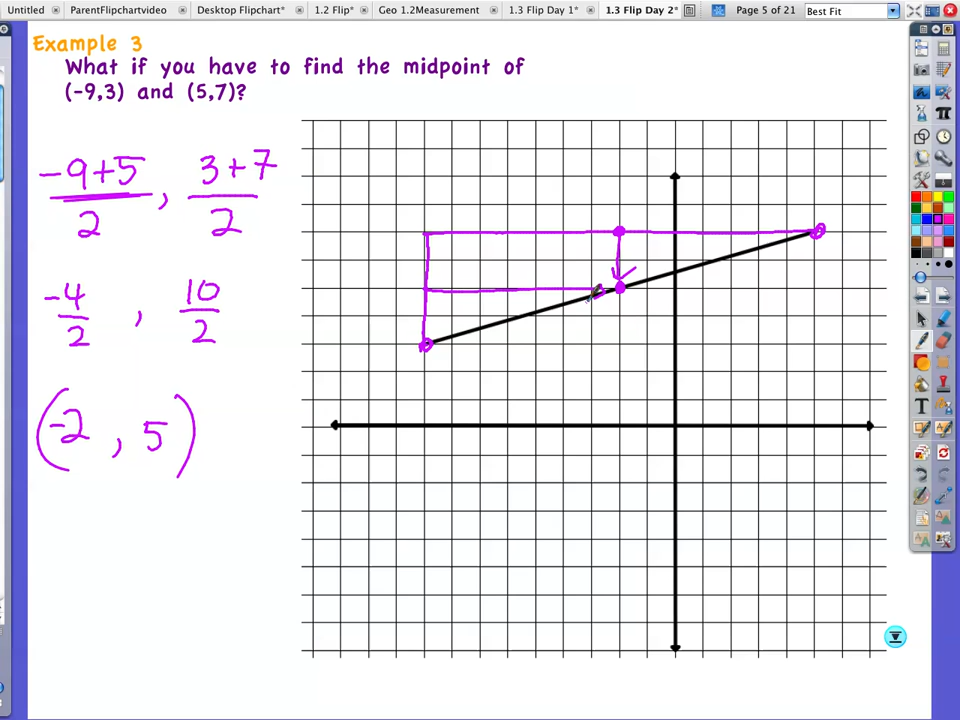 Untitled ParentFlipchartvideo Desktop Flipchart* 1.2 Flip* Geo 1.2Measurement 1.3 Flip Day 1* 1.3 Flip Day 2* Page 5 of 21 Best Fit
Example 3
What if you have to find the midpoint of
(-9,3) and (5,7)?
-9+5 , 3+7
2 2
-4 , 10
2 2
(-2 , 5)